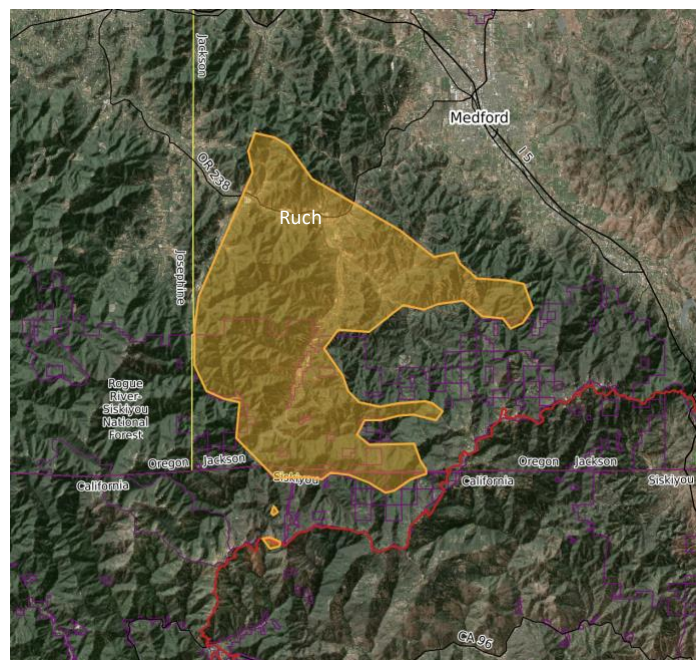 Jackson
Medford
OR 238
I 5
Ruch
Josephine
Rogue
River-
Siskiyou
National
Forest
Oregon
Jackson
Oregon
Jackson
California
Siskiyou
California
Siskiyou
CA 96